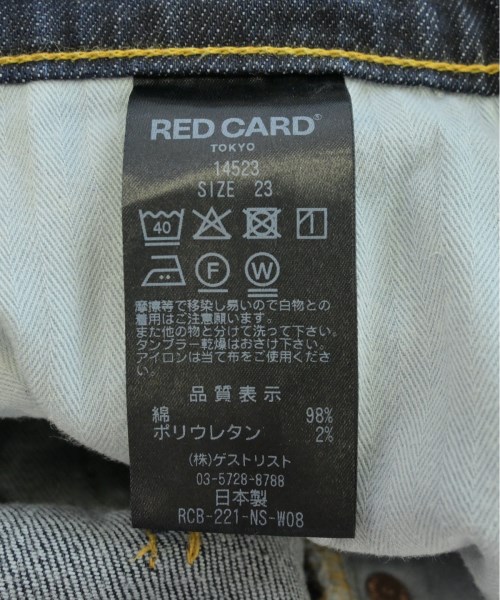 RED CARD®
TOKYO
14523
SIZE 23
40
F W
摩擦等で移染し易いので白物との
着用はご注意願います。
また他の物と分けて洗って下さい。
タンブラー乾燥はおさけ下さい。
アイロンは当て布をご使用くださ
い。
品質表示
綿 98%
ポリウレタン 2%
(株)ゲストリスト
03-5728-8788
日本製
RCB-221-NS-W08